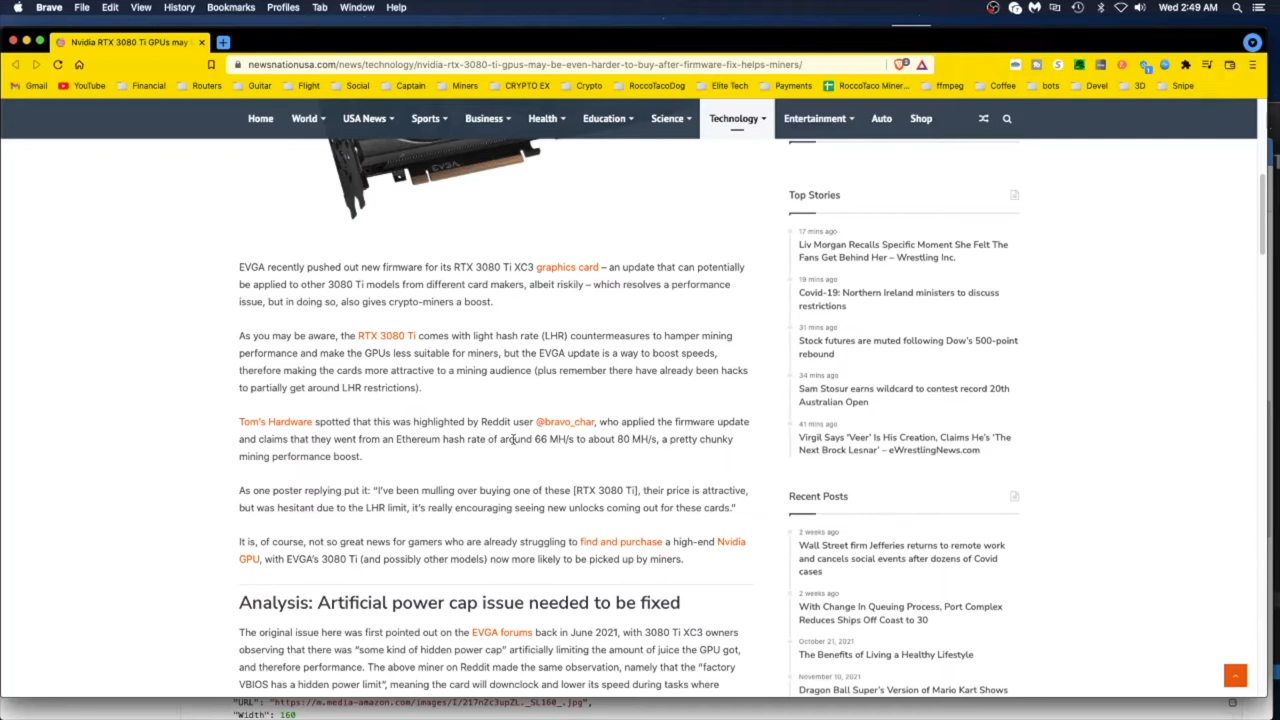 Brave File Edit View History Bookmarks Profiles Tab Window Help Wed 2:49 AM
Nvidia RTX 3080 Ti GPUs may
newsnationusa.com/news/technology/nvidia-rtx-3080-ti-gpus-may-be-even-harder-to-buy-after-firmware-fix-helps-miners/
Gmail YouTube Financial Routers Guitar Flight Social Captain Miners CRYPTO EX Crypto RoccoTacoDog Elite Tech Payments RoccoTaco Miner... ffmpeg Coffee bots Devel 3D Snipe
Home World USA News Sports Business Health Education Science Technology Entertainment Auto Shop
EVGA
EVGA recently pushed out new firmware for its RTX 3080 Ti XC3 graphics card – an update that can potentially
be applied to other 3080 Ti models from different card makers, albeit riskily – which resolves a performance
issue, but in doing so, also gives crypto-miners a boost.
As you may be aware, the RTX 3080 Ti comes with light hash rate (LHR) countermeasures to hamper mining
performance and make the GPUs less suitable for miners, but the EVGA update is a way to boost speeds,
therefore making the cards more attractive to a mining audience (plus remember there have already been hacks
to partially get around LHR restrictions).
Tom's Hardware spotted that this was highlighted by Reddit user @bravo_char, who applied the firmware update
and claims that they went from an Ethereum hash rate of around 66 MH/s to about 80 MH/s, a pretty chunky
mining performance boost.
As one poster replying put it: “I've been mulling over buying one of these [RTX 3080 Ti], their price is attractive,
but was hesitant due to the LHR limit, it's really encouraging seeing new unlocks coming out for these cards.”
It is, of course, not so great news for gamers who are already struggling to find and purchase a high-end Nvidia
GPU, with EVGA's 3080 Ti (and possibly other models) now more likely to be picked up by miners.
Analysis: Artificial power cap issue needed to be fixed
The original issue here was first pointed out on the EVGA forums back in June 2021, with 3080 Ti XC3 owners
observing that there was “some kind of hidden power cap” artificially limiting the amount of juice the GPU got,
and therefore performance. The above miner on Reddit made the same observation, namely that the “factory
VBIOS has a hidden power limit”, meaning the card will downclock and lower its speed during tasks where
Top Stories
17 mins ago
Liv Morgan Recalls Specific Moment She Felt The
Fans Get Behind Her – Wrestling Inc.
19 mins ago
Covid-19: Northern Ireland ministers to discuss
restrictions
31 mins ago
Stock futures are muted following Dow's 500-point
rebound
34 mins ago
Sam Stosur earns wildcard to contest record 20th
Australian Open
41 mins ago
Virgil Says ‘Veer’ Is His Creation, Claims He's ‘The
Next Brock Lesnar’ – eWrestlingNews.com
Recent Posts
2 weeks ago
Wall Street firm Jefferies returns to remote work
and cancels social events after dozens of Covid
cases
2 weeks ago
With Change In Queuing Process, Port Complex
Reduces Ships Off Coast to 30
October 21, 2021
The Benefits of Living a Healthy Lifestyle
November 10, 2021
Dragon Ball Super's Version of Mario Kart Shows
"URL": "https://m.media-amazon.com/images/I/217nZc3upZL._SL160_.jpg",
"Width": 160